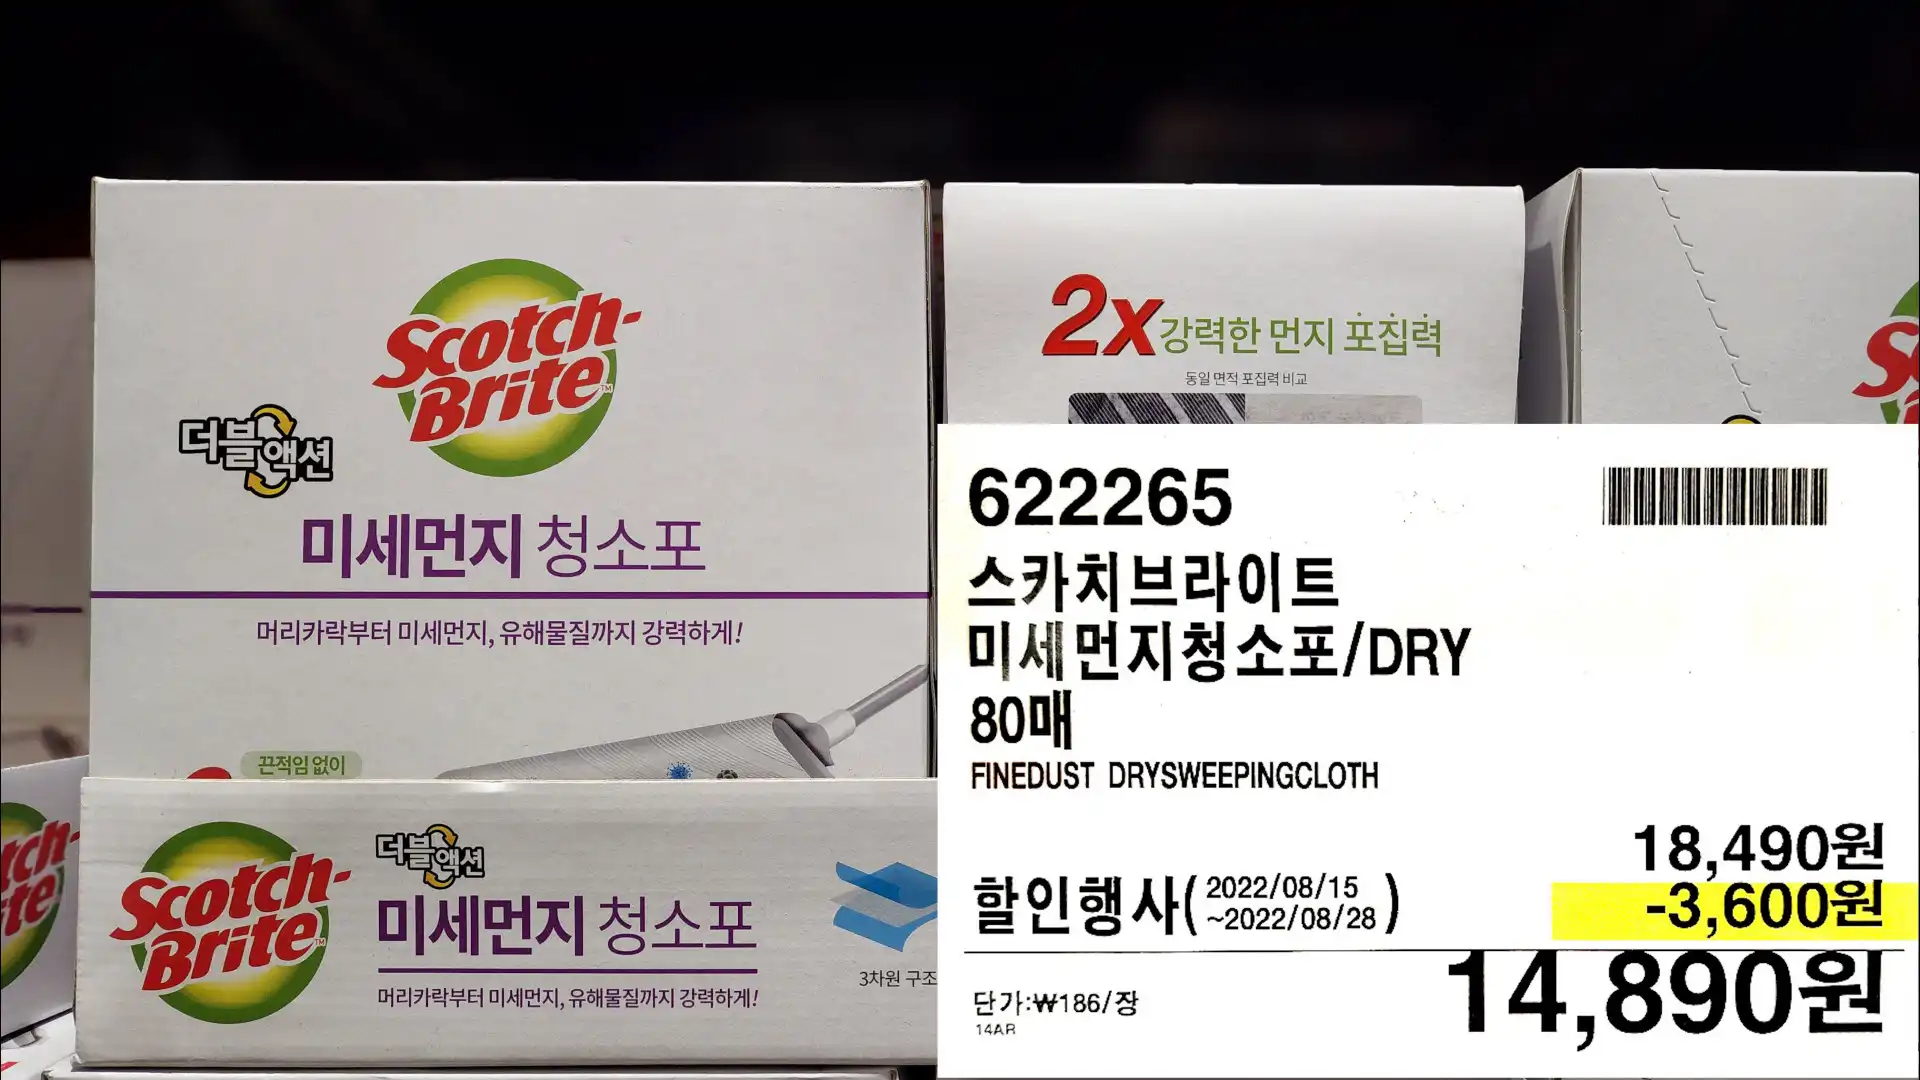 Scotch-
Brite™
더블액션
미세먼지 청소포
머리카락부터 미세먼지, 유해물질까지 강력하게!
끈적임 없이
Scotch-
Brite™
더블액션
미세먼지 청소포
머리카락부터 미세먼지, 유해물질까지 강력하게!
3차원 구조
2x강력한 먼지 포집력
동일 면적 포집력 비교
622265
스카치브라이트
미세먼지청소포/DRY
80매
FINEDUST DRYSWEEPINGCLOTH
18,490원
할인행사(2022/08/15
~2022/08/28)
-3,600원
14,890원
단가:₩186/장
14AR